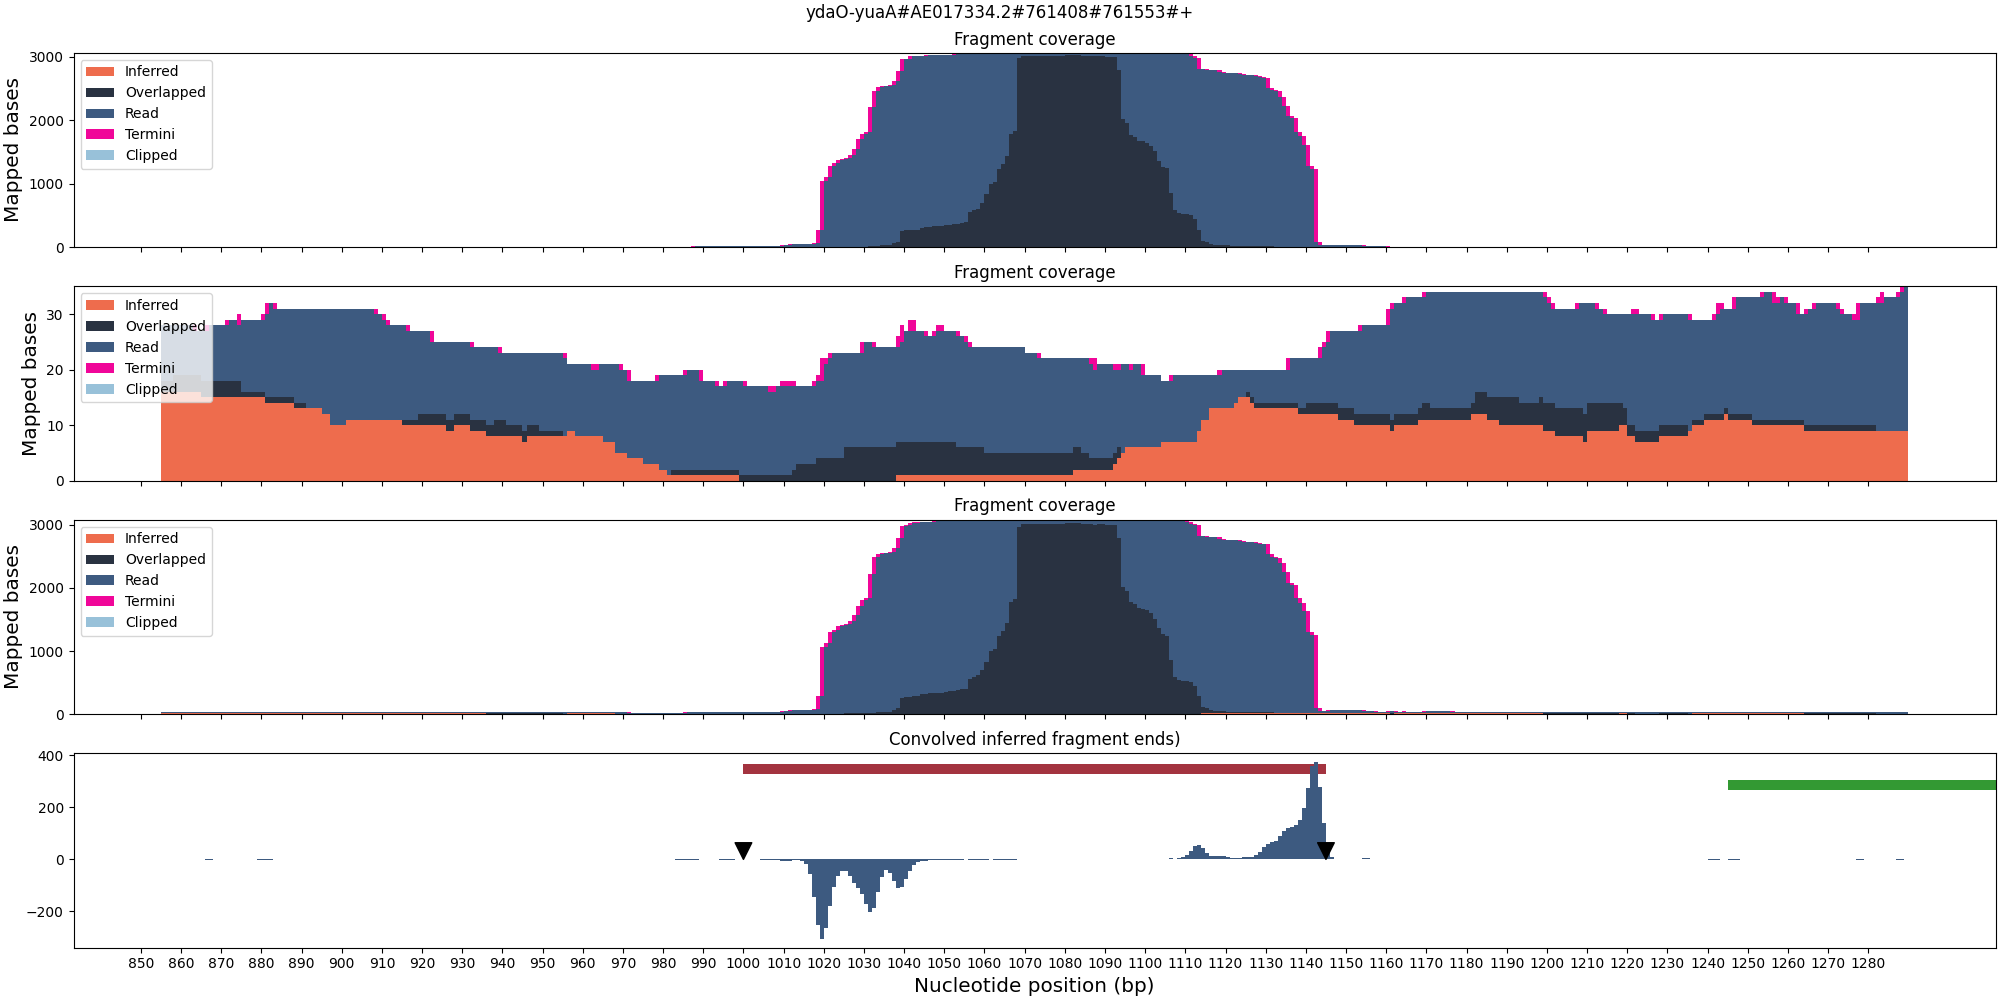 ydaO-yuaA#AE017334.2#761408#761553#+
Fragment coverage
Mapped bases
3000
2000
1000
0
Inferred
Overlapped
Read
Termini
Clipped
Fragment coverage
Mapped bases
30
20
10
0
Inferred
Overlapped
Read
Termini
Clipped
Fragment coverage
Mapped bases
3000
2000
1000
0
Inferred
Overlapped
Read
Termini
Clipped
Convolved inferred fragment ends)
400
200
0
−200
850 860 870 880 890 900 910 920 930 940 950 960 970 980 990 1000 1010 1020 1030 1040 1050 1060 1070 1080 1090 1100 1110 1120 1130 1140 1150 1160 1170 1180 1190 1200 1210 1220 1230 1240 1250 1260 1270 1280
Nucleotide position (bp)